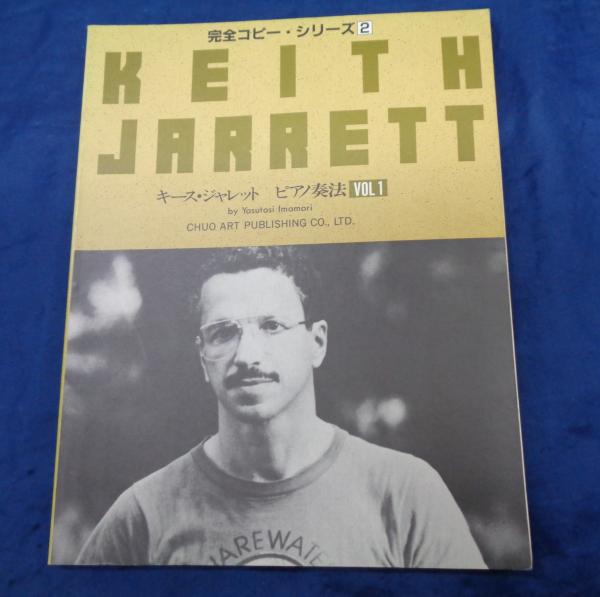 完全コピー・シリーズ2
KEITH
JARRETT
キース・ジャレット ピアノ奏法 VOL 1
by Yasutosi Imamori
CHUO ART PUBLISHING CO., LTD.